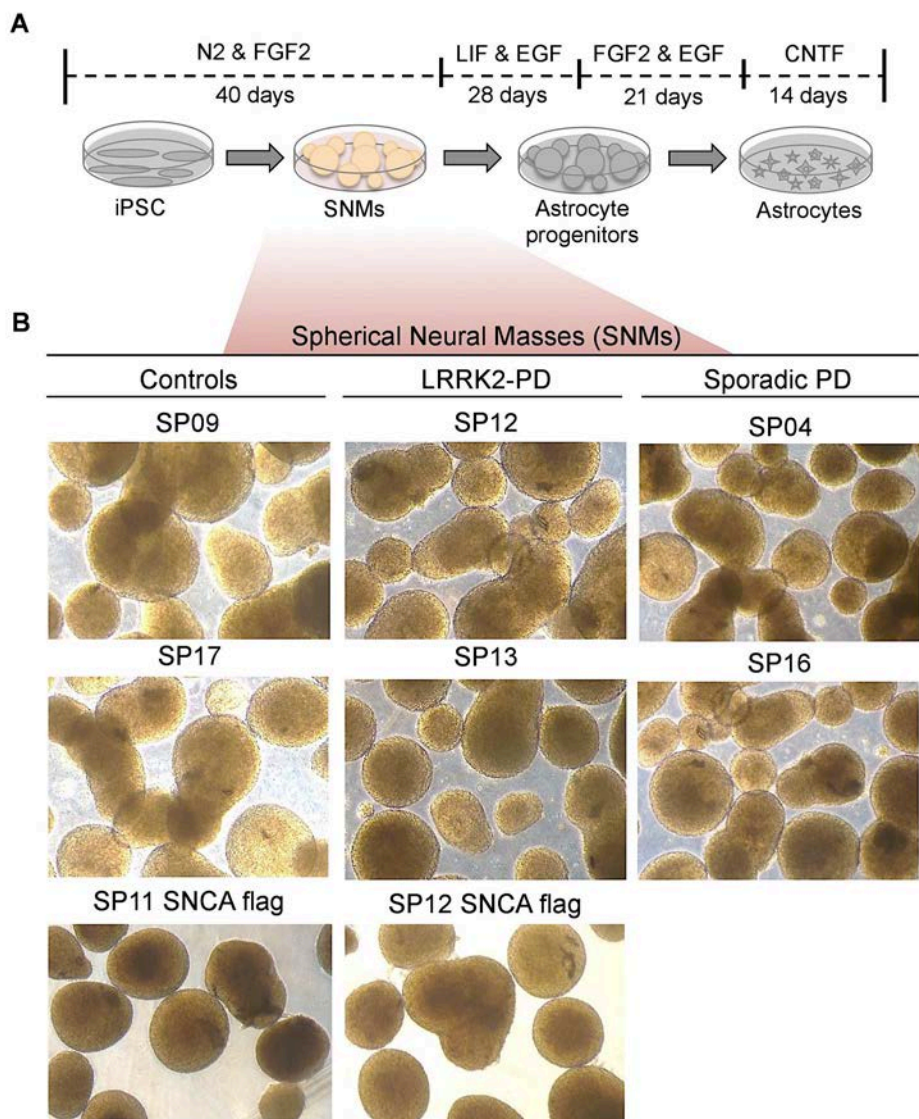 A
N2 & FGF2 LIF & EGF FGF2 & EGF CNTF
40 days 28 days 21 days 14 days
iPSC SNMs Astrocyte progenitors Astrocytes
B
Spherical Neural Masses (SNMs)
Controls LRRK2-PD Sporadic PD
SP09 SP12 SP04
SP17 SP13 SP16
SP11 SNCA flag SP12 SNCA flag